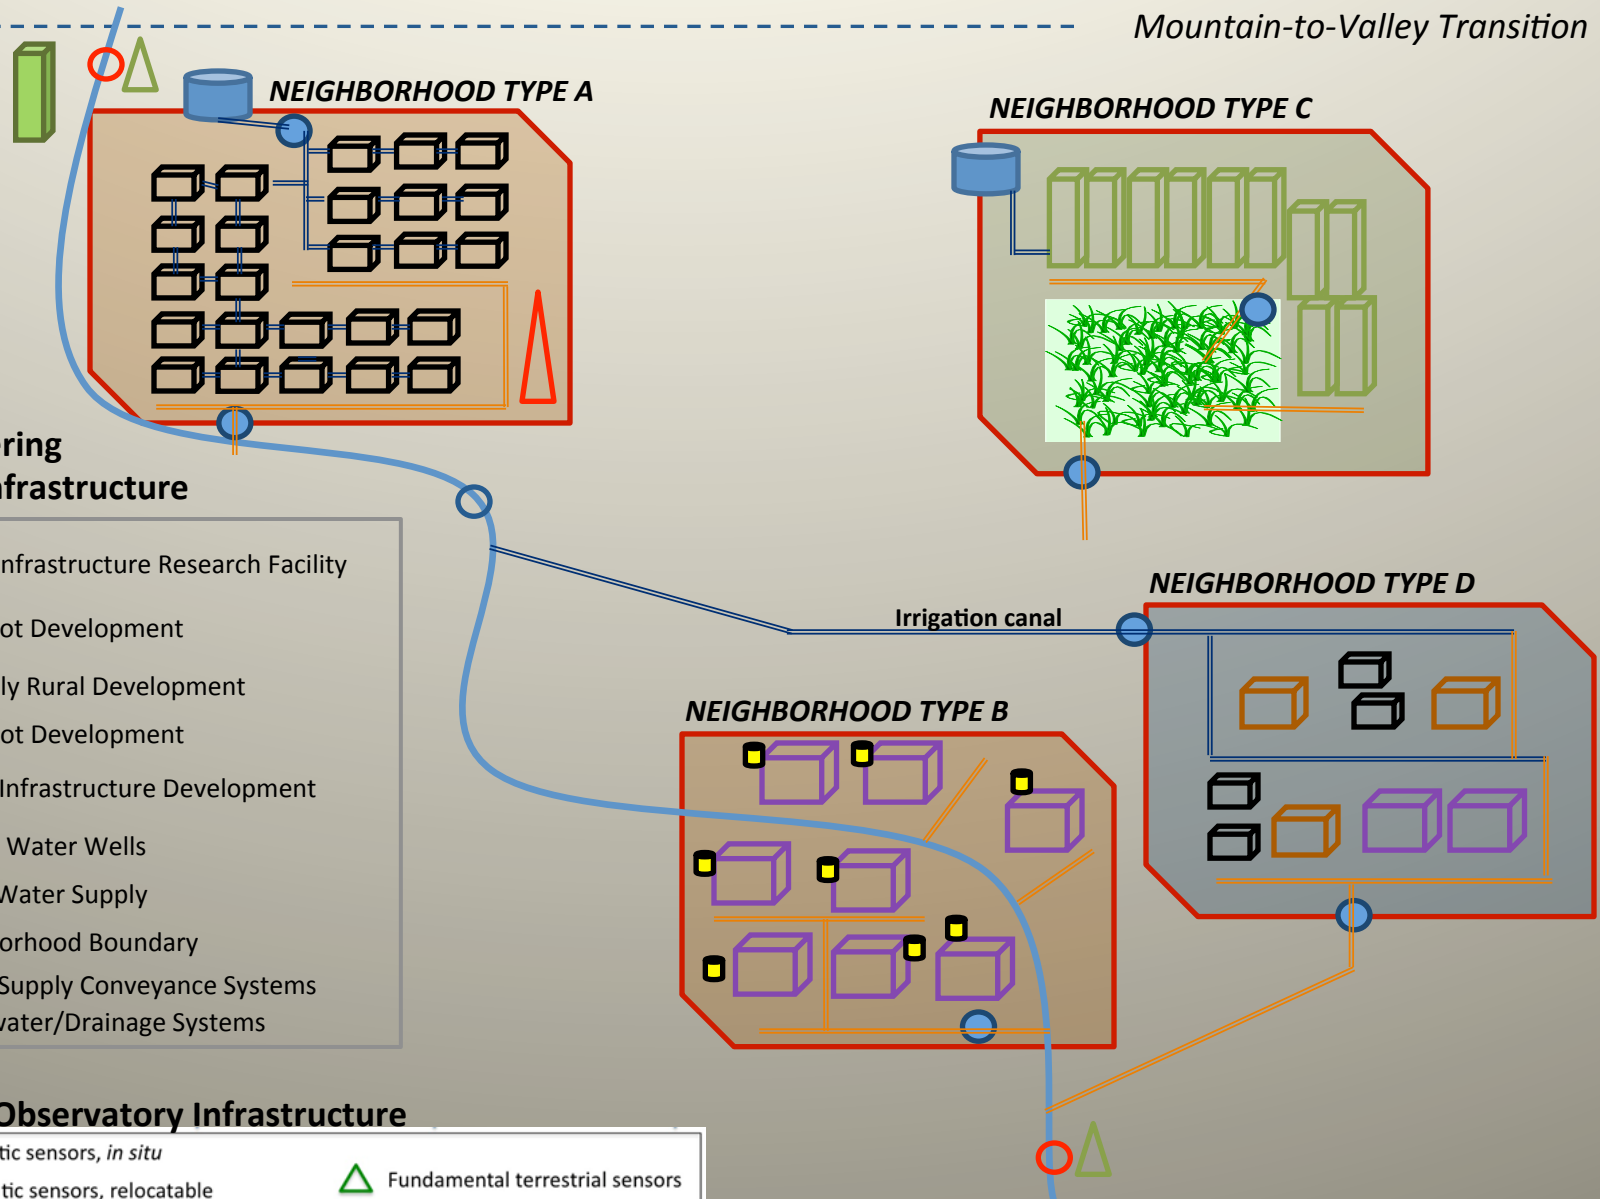 Mountain-to-Valley Transition
NEIGHBORHOOD TYPE A
NEIGHBORHOOD TYPE C
ering
nfrastructure
nfrastructure Research Facility
ot Development
ly Rural Development
ot Development
Infrastructure Development
Water Wells
Water Supply
orhood Boundary
Supply Conveyance Systems
water/Drainage Systems
NEIGHBORHOOD TYPE D
Irrigation canal
NEIGHBORHOOD TYPE B
Observatory Infrastructure
tic sensors, in situ
tic sensors, relocatable
Fundamental terrestrial sensors